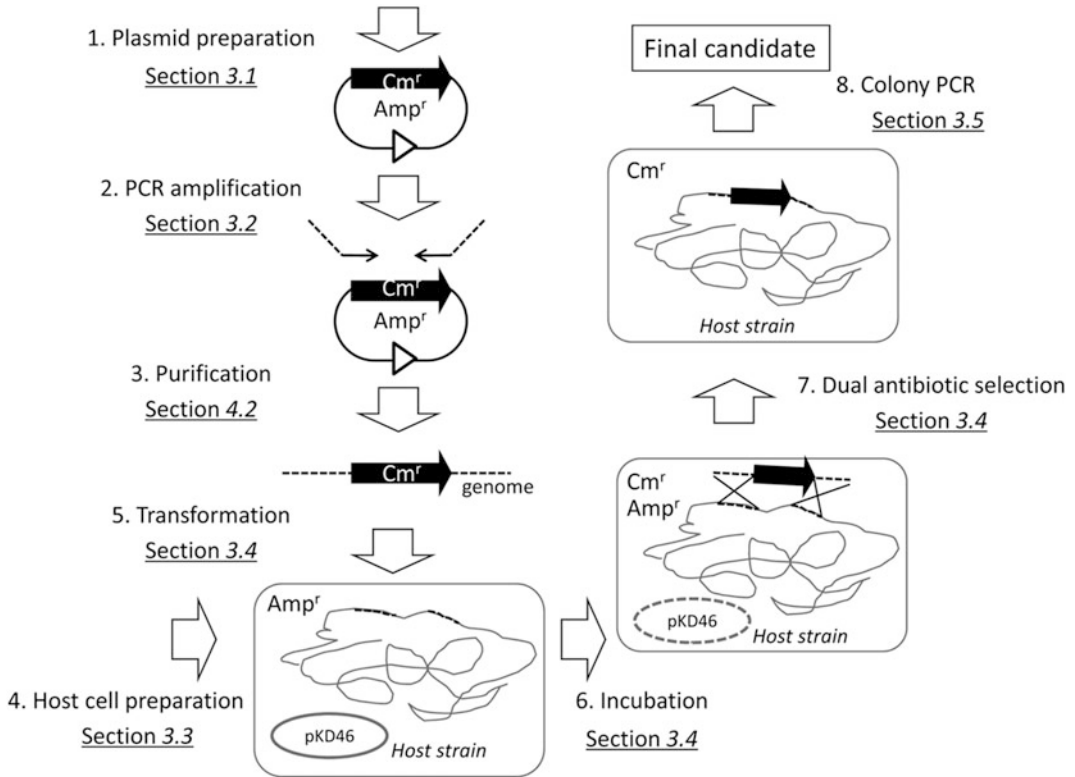 1. Plasmid preparation
Section 3.1
Cmʳ
Ampʳ
2. PCR amplification
Section 3.2
Cmʳ
Ampʳ
3. Purification
Section 4.2
Cmʳ
genome
5. Transformation
Section 3.4
4. Host cell preparation
Section 3.3
Ampʳ
pKD46
Host strain
6. Incubation
Section 3.4
Cmʳ
Ampʳ
pKD46
Host strain
7. Dual antibiotic selection
Section 3.4
Cmʳ
Host strain
8. Colony PCR
Section 3.5
Final candidate